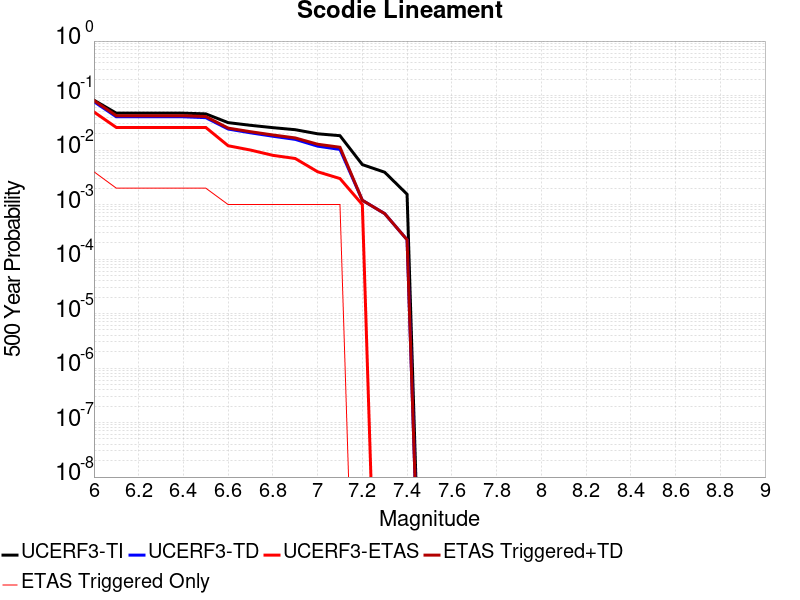 Scodie Lineament
10^0
10^-1
10^-2
10^-3
10^-4
10^-5
10^-6
10^-7
10^-8
500 Year Probability
6 6.2 6.4 6.6 6.8 7 7.2 7.4 7.6 7.8 8 8.2 8.4 8.6 8.8 9
Magnitude
UCERF3-TI UCERF3-TD UCERF3-ETAS ETAS Triggered+TD
ETAS Triggered Only